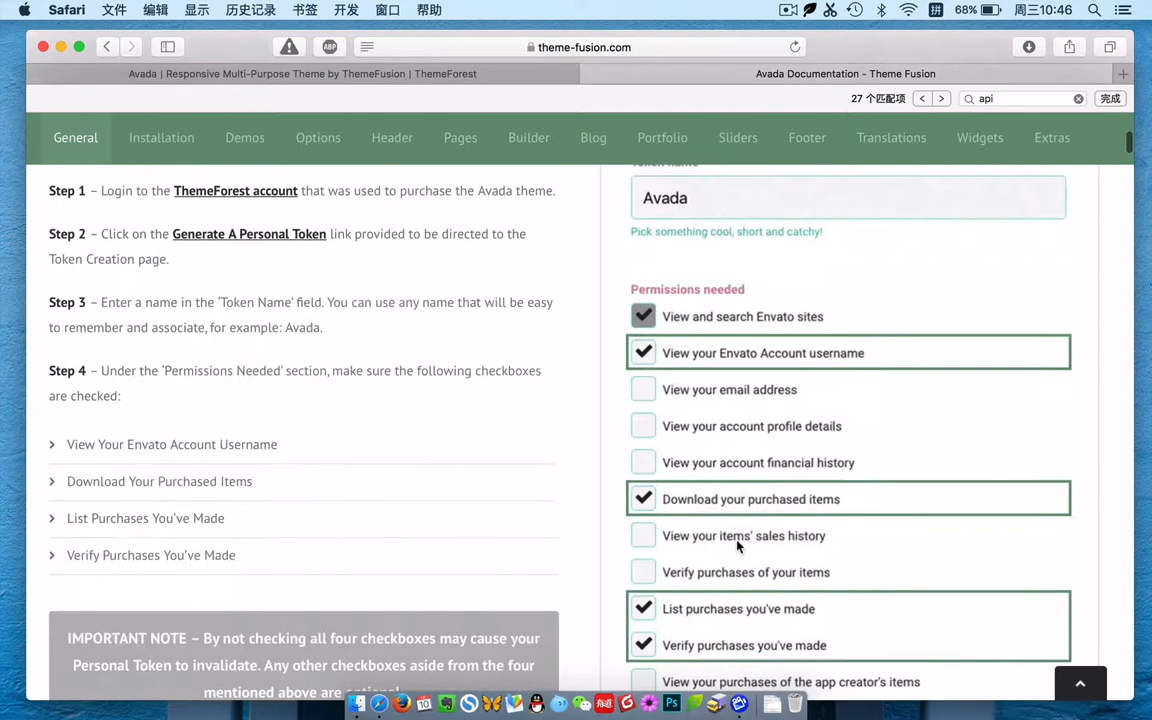 Safari 文件 编辑 显示 历史记录 书签 开发 窗口 帮助 拼 68% 周三10:46
ABP theme-fusion.com
Avada | Responsive Multi-Purpose Theme by ThemeFusion | ThemeForest Avada Documentation - Theme Fusion
27 个匹配项 api 完成
General Installation Demos Options Header Pages Builder Blog Portfolio Sliders Footer Translations Widgets Extras
Step 1 – Login to the ThemeForest account that was used to purchase the Avada theme.
Step 2 – Click on the Generate A Personal Token link provided to be directed to the
Token Creation page.
Step 3 – Enter a name in the ‘Token Name’ field. You can use any name that will be easy
to remember and associate, for example: Avada.
Step 4 – Under the ‘Permissions Needed’ section, make sure the following checkboxes
are checked:
View Your Envato Account Username
Download Your Purchased Items
List Purchases You’ve Made
Verify Purchases You’ve Made
IMPORTANT NOTE – By not checking all four checkboxes may cause your
Personal Token to invalidate. Any other checkboxes aside from the four
mentioned above are optional.
Token name
Avada
Pick something cool, short and catchy!
Permissions needed
View and search Envato sites
View your Envato Account username
View your email address
View your account profile details
View your account financial history
Download your purchased items
View your items' sales history
Verify purchases of your items
List purchases you've made
Verify purchases you've made
View your purchases of the app creator's items